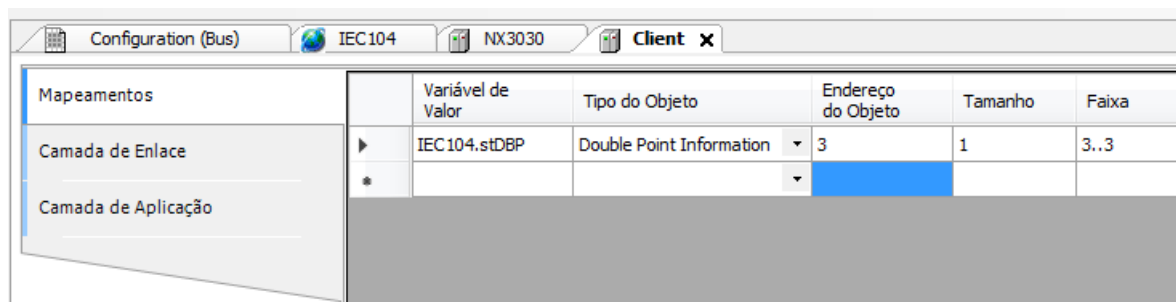 Configuration (Bus) IEC104 NX3030 Client x
Mapeamentos
Camada de Enlace
Camada de Aplicação
Variável de Valor Tipo do Objeto Endereço do Objeto Tamanho Faixa
IEC104.stDBP Double Point Information 3 1 3..3